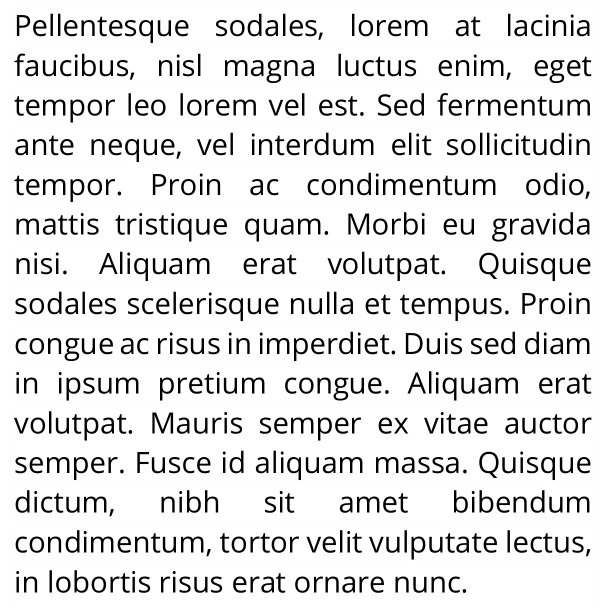 Pellentesque sodales, lorem at lacinia
faucibus, nisl magna luctus enim, eget
tempor leo lorem vel est. Sed fermentum
ante neque, vel interdum elit sollicitudin
tempor. Proin ac condimentum odio,
mattis tristique quam. Morbi eu gravida
nisi. Aliquam erat volutpat. Quisque
sodales scelerisque nulla et tempus. Proin
congue ac risus in imperdiet. Duis sed diam
in ipsum pretium congue. Aliquam erat
volutpat. Mauris semper ex vitae auctor
semper. Fusce id aliquam massa. Quisque
dictum, nibh sit amet bibendum
condimentum, tortor velit vulputate lectus,
in lobortis risus erat ornare nunc.